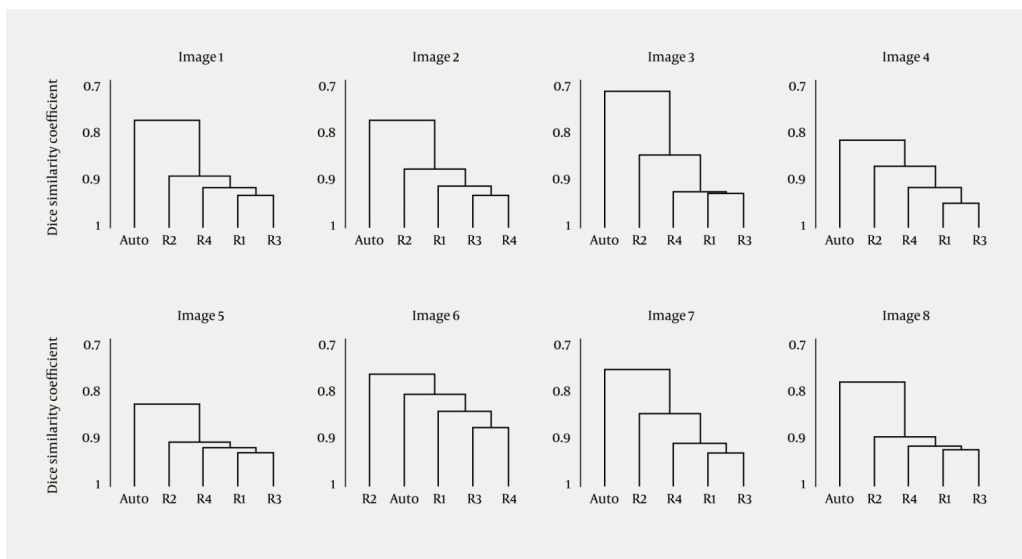 Image 1
Image 2
Image 3
Image 4
Dice similarity coefficient
0.7
0.8
0.9
1
Auto R2 R4 R1 R3
0.7
0.8
0.9
1
Auto R2 R1 R3 R4
0.7
0.8
0.9
1
Auto R2 R4 R1 R3
0.7
0.8
0.9
1
Auto R2 R4 R1 R3
Image 5
Image 6
Image 7
Image 8
Dice similarity coefficient
0.7
0.8
0.9
1
Auto R2 R4 R1 R3
0.7
0.8
0.9
1
R2 Auto R1 R3 R4
0.7
0.8
0.9
1
Auto R2 R4 R1 R3
0.7
0.8
0.9
1
Auto R2 R4 R1 R3